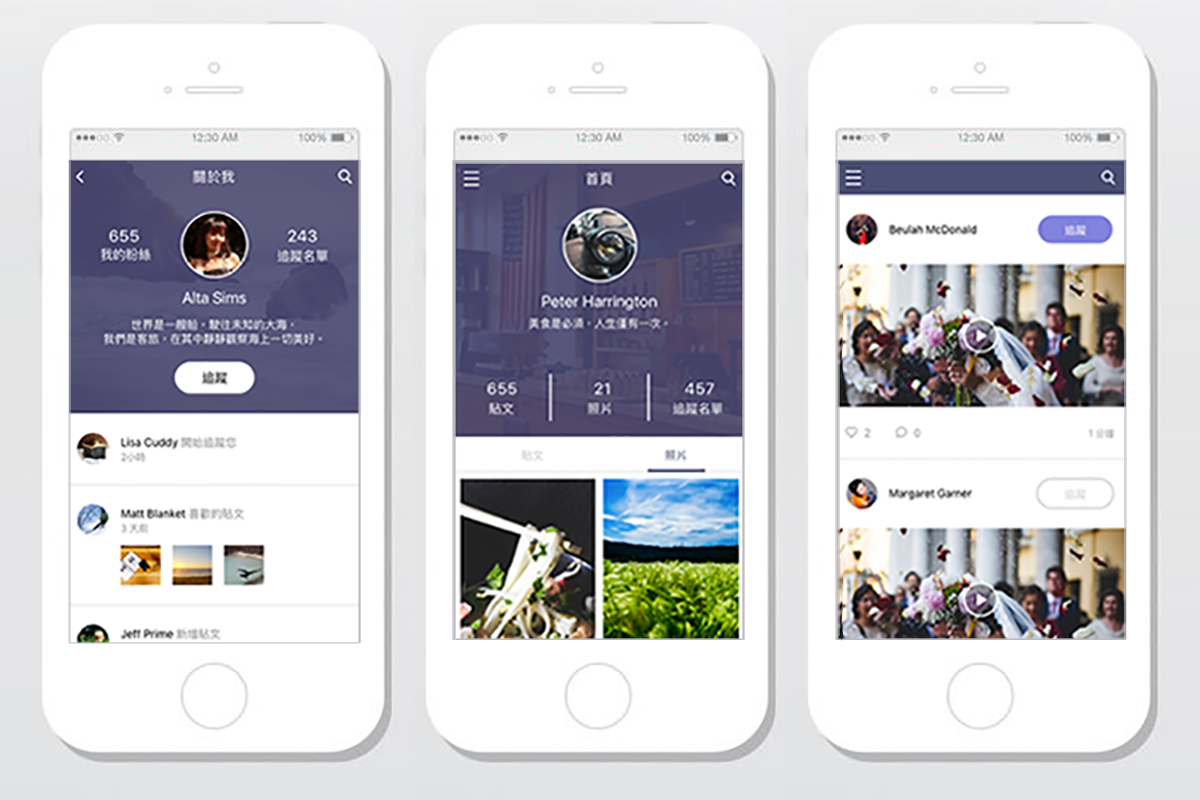 12:30 AM
100%
關於我
655
我的粉絲
243
追蹤名單
Alta Sims
世界是一艘船，駛往未知的大海，
我們是客旅，在其中靜靜觀察海上一切美好。
追蹤
Lisa Cuddy 開始追蹤您
2小時
Matt Blanket 喜歡的貼文
3 天前
Jeff Prime 新增貼文
12:30 AM
100%
首頁
Peter Harrington
美食是必須，人生僅有一次。
655
貼文
21
照片
457
追蹤名單
貼文
照片
12:30 AM
100%
Beulah McDonald
追蹤
2
0
1 分鐘
Margaret Garner
追蹤